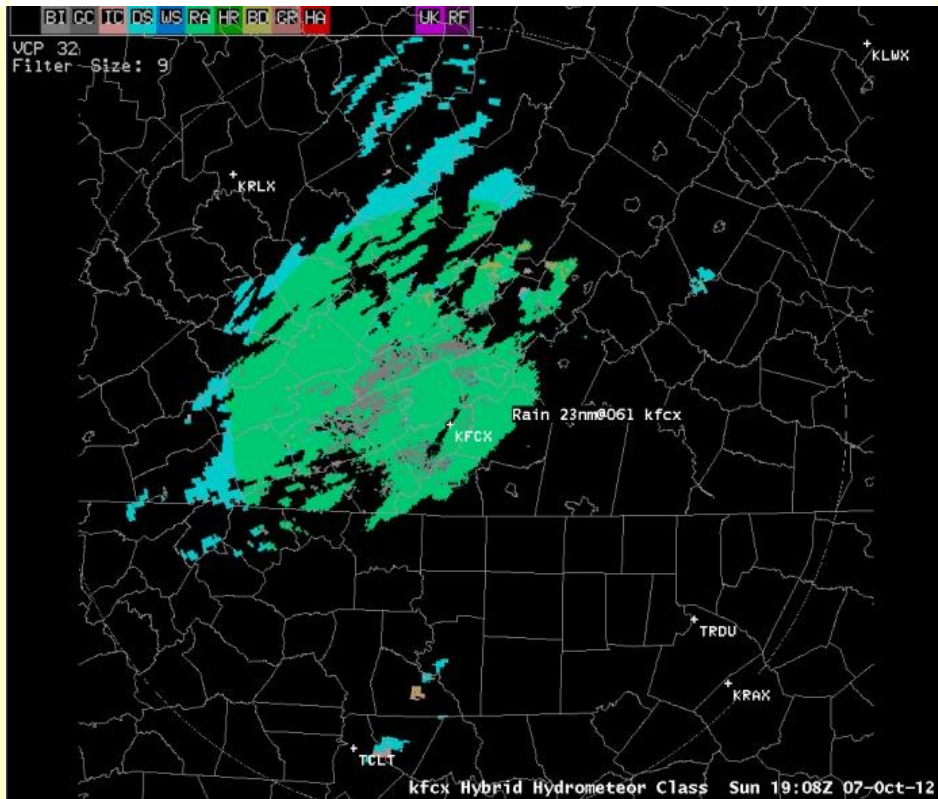 BI GC IC DS WS RA HR BD GR HA UK RF
VCP 32
Filter Size: 9
KLWX
KRLX
Rain 23nm@061 kfcx
KFCX
TRDU
KRAX
TCLT
kfcx Hybrid Hydrometeor Class Sun 19:08Z 07-Oct-12